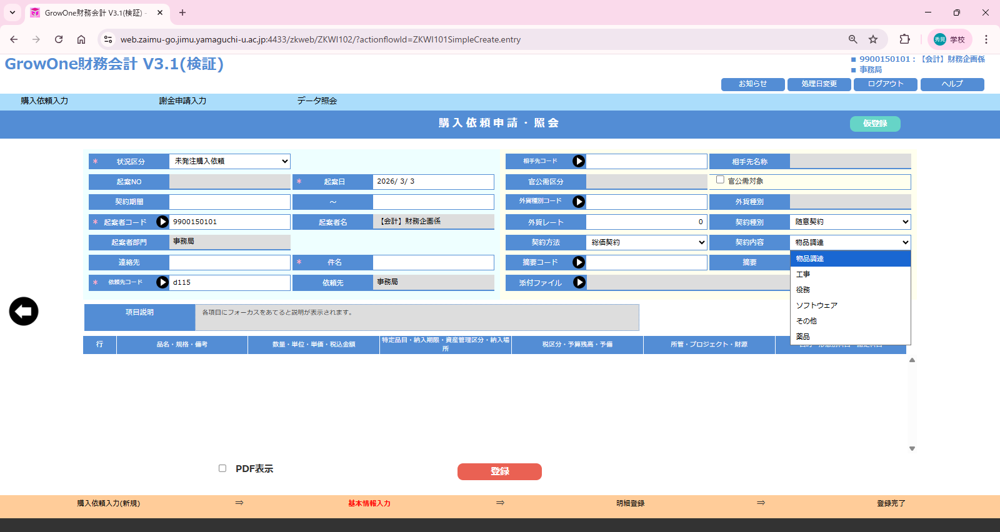 GrowOne財務会計 V3.1(検証) -
web.zaimu-go.jimu.yamaguchi-u.ac.jp:4433/zkweb/ZKWI102/?actionflowId=ZKWI101SimpleCreate.entry
秀晃 学校
GrowOne財務会計 V3.1(検証)
■ 9900150101：【会計】財務企画係
■ 事務局
お知らせ 処理日変更 ログアウト ヘルプ
購入依頼入力 謝金申請入力 データ照会
購入依頼申請・照会 仮登録
* 状況区分 未発注購入依頼 相手先コード 相手先名称
起案NO * 起案日 2026/ 3/ 3 官公需区分 官公需対象
契約期間 ～ 外貨種別コード 外貨種別
* 起案者コード 9900150101 起案者名 【会計】財務企画係 外貨レート 0 契約種別 随意契約
起案者部門 事務局 契約方法 総価契約 契約内容 物品調達
連絡先 * 件名 摘要コード 摘要
* 依頼先コード d115 依頼先 事務局 添付ファイル
物品調達
工事
役務
ソフトウェア
その他
薬品
項目説明 各項目にフォーカスをあてると説明が表示されます。
行 品名・規格・備考 数量・単位・単価・税込金額 特定品目・納入期限・資産管理区分・納入場所 税区分・予算残高・予備 所管・プロジェクト・財源
PDF表示 登録
購入依頼入力(新規) ⇒ 基本情報入力 ⇒ 明細登録 ⇒ 登録完了